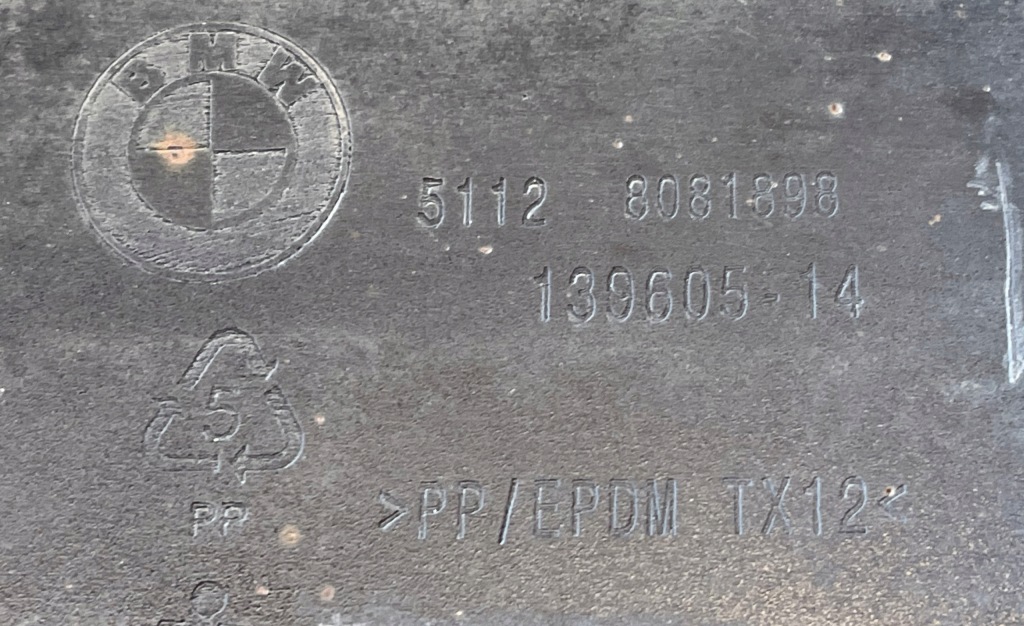 BMW
5112 8081898
139605-14
5
PP
>PP/EPDM TX12<